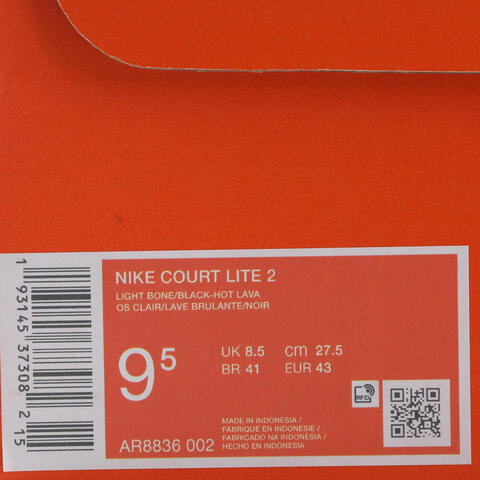 NIKE COURT LITE 2
LIGHT BONE/BLACK-HOT LAVA
OS CLAIR/LAVE BRULANTE/NOIR
9⁵
UK 8.5 cm 27.5
BR 41 EUR 43
RFID
MADE IN INDONESIA /
FABRIQUE EN INDONESIE /
FABRICADO NA INDONESIA /
HECHO EN INDONESIA
AR8836 002
1 93145 37308 2 15